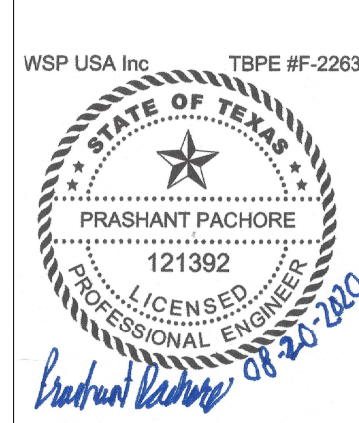 WSP USA Inc TBPE #F-2263
STATE OF TEXAS
PRASHANT PACHORE
121392
LICENSED
PROFESSIONAL ENGINEER
Prashant Pachore 08-20-2020